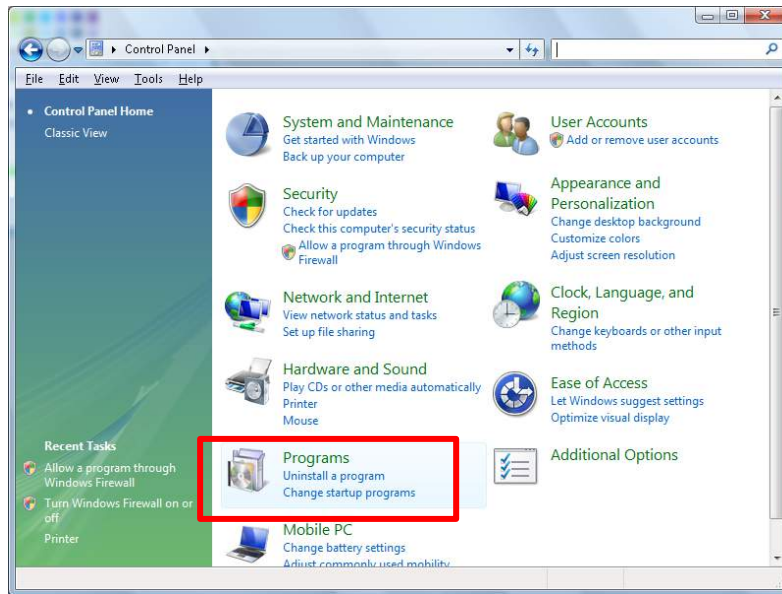 Control Panel
File Edit View Tools Help
Control Panel Home
Classic View
Recent Tasks
Allow a program through
Windows Firewall
Turn Windows Firewall on or
off
Printer
System and Maintenance
Get started with Windows
Back up your computer
Security
Check for updates
Check this computer's security status
Allow a program through Windows
Firewall
Network and Internet
View network status and tasks
Set up file sharing
Hardware and Sound
Play CDs or other media automatically
Printer
Mouse
Programs
Uninstall a program
Change startup programs
Mobile PC
Change battery settings
Adjust commonly used mobility
User Accounts
Add or remove user accounts
Appearance and
Personalization
Change desktop background
Customize colors
Adjust screen resolution
Clock, Language, and
Region
Change keyboards or other input
methods
Ease of Access
Let Windows suggest settings
Optimize visual display
Additional Options